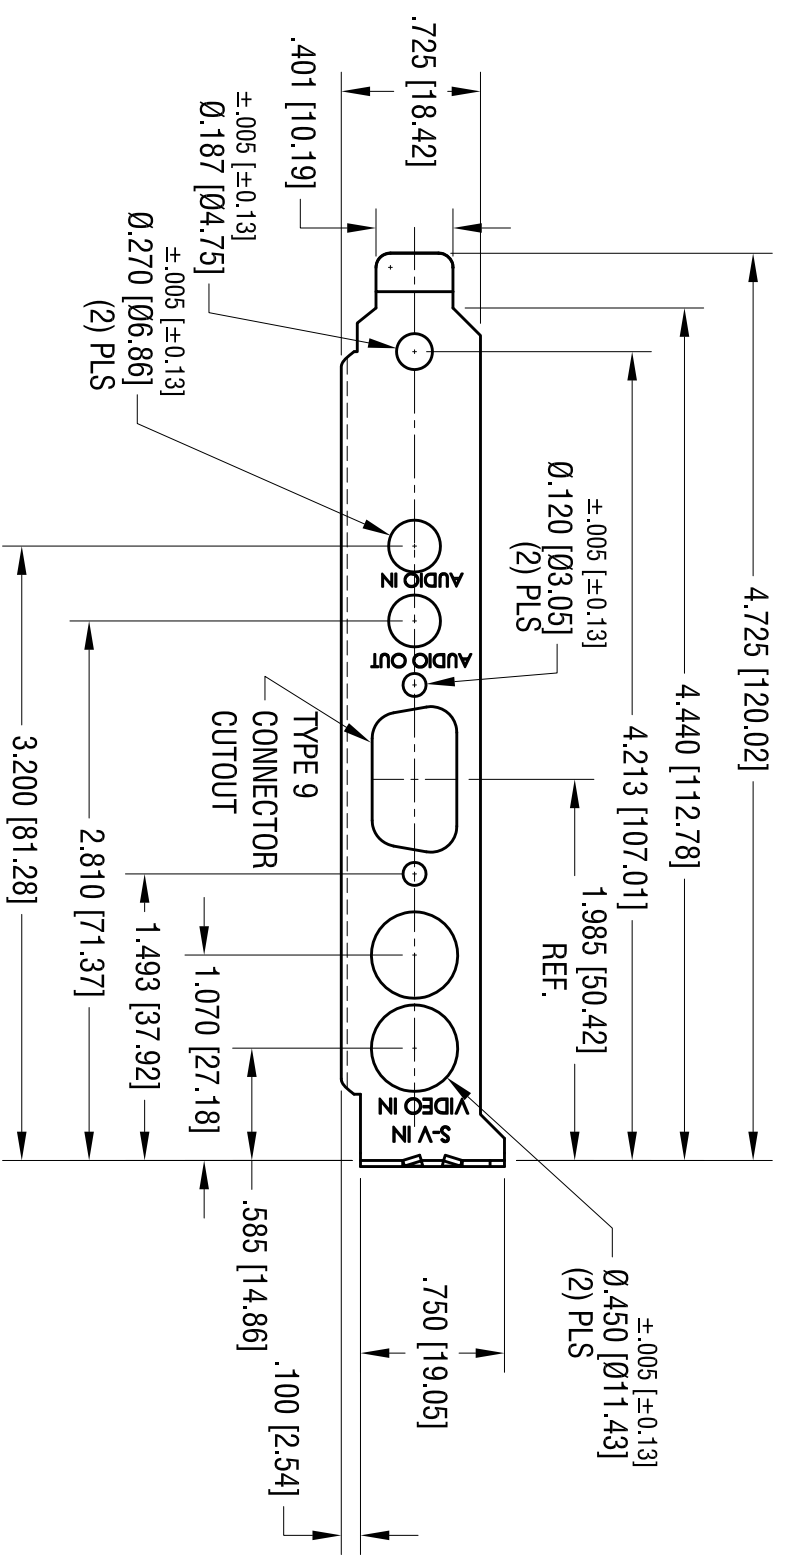 4.725 [120.02]
4.440 [112.78]
4.213 [107.01]
±.005 [±0.13]
Ø.120 [Ø3.05]
(2) PLS
1.985 [50.42]
REF.
±.005 [±0.13]
Ø.450 [Ø11.43]
(2) PLS
.725 [18.42]
.401 [10.19]
±.005 [±0.13]
Ø.187 [Ø4.75]
±.005 [±0.13]
Ø.270 [Ø6.86]
(2) PLS
AUDIO IN
AUDIO OUT
VIDEO IN
S-V IN
TYPE 9
CONNECTOR
CUTOUT
.750 [19.05]
.100 [2.54]
.585 [14.86]
1.070 [27.18]
1.493 [37.92]
2.810 [71.37]
3.200 [81.28]